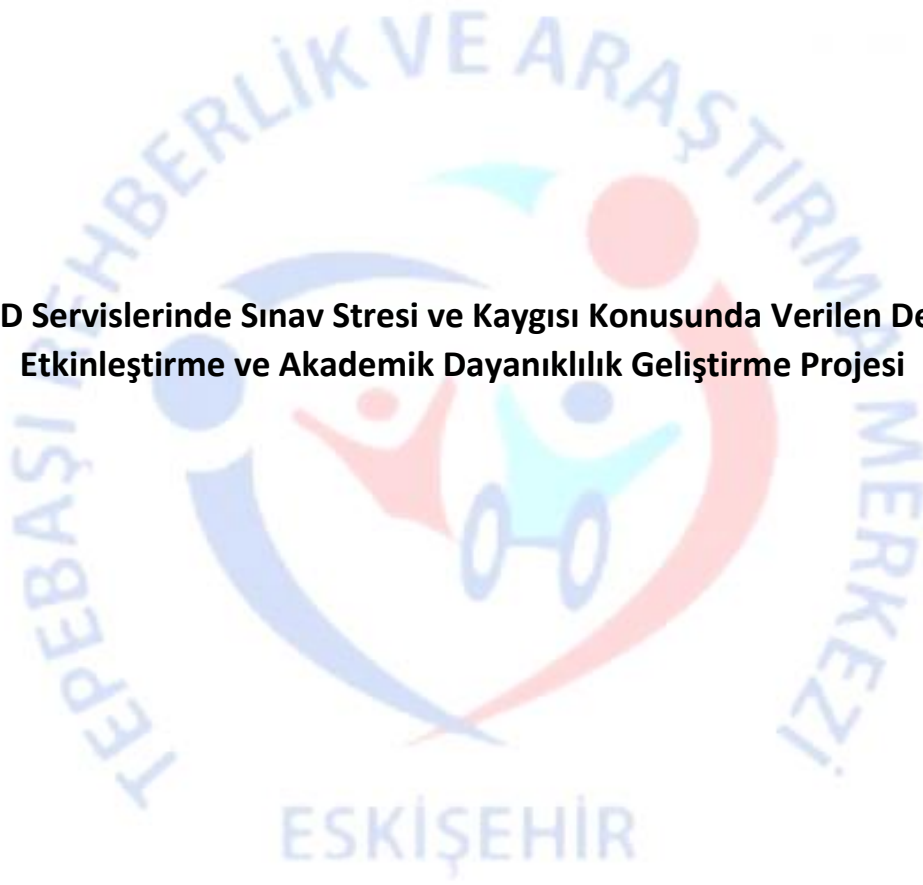 TEPEBAŞI REHBERLİK VE ARAŞTIRMA MERKEZİ
D Servislerinde Sınav Stresi ve Kaygısı Konusunda Verilen De
Etkinleştirme ve Akademik Dayanıklılık Geliştirme Projesi
ESKİŞEHİR